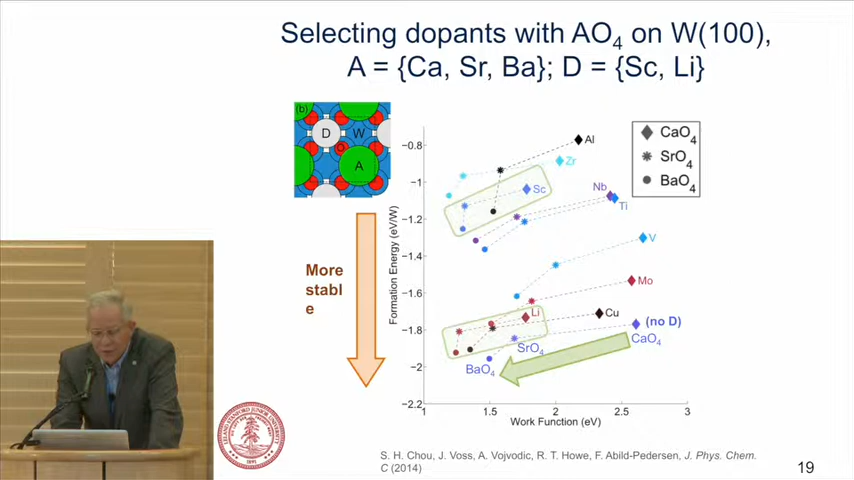 Selecting dopants with AO4 on W(100),
A = {Ca, Sr, Ba}; D = {Sc, Li}
(b)
D
W
O
A
More
stabl
e
CaO4
SrO4
BaO4
Formation Energy (eV/W)
−0.8
−1
−1.2
−1.4
−1.6
−1.8
−2
−2.2
Al
Zr
Sc
Nb
Ti
V
Mo
Li
Cu
(no D)
CaO4
SrO4
BaO4
1
1.5
2
2.5
3
Work Function (eV)
S. H. Chou, J. Voss, A. Vojvodic, R. T. Howe, F. Abild-Pedersen, J. Phys. Chem.
C (2014)
19